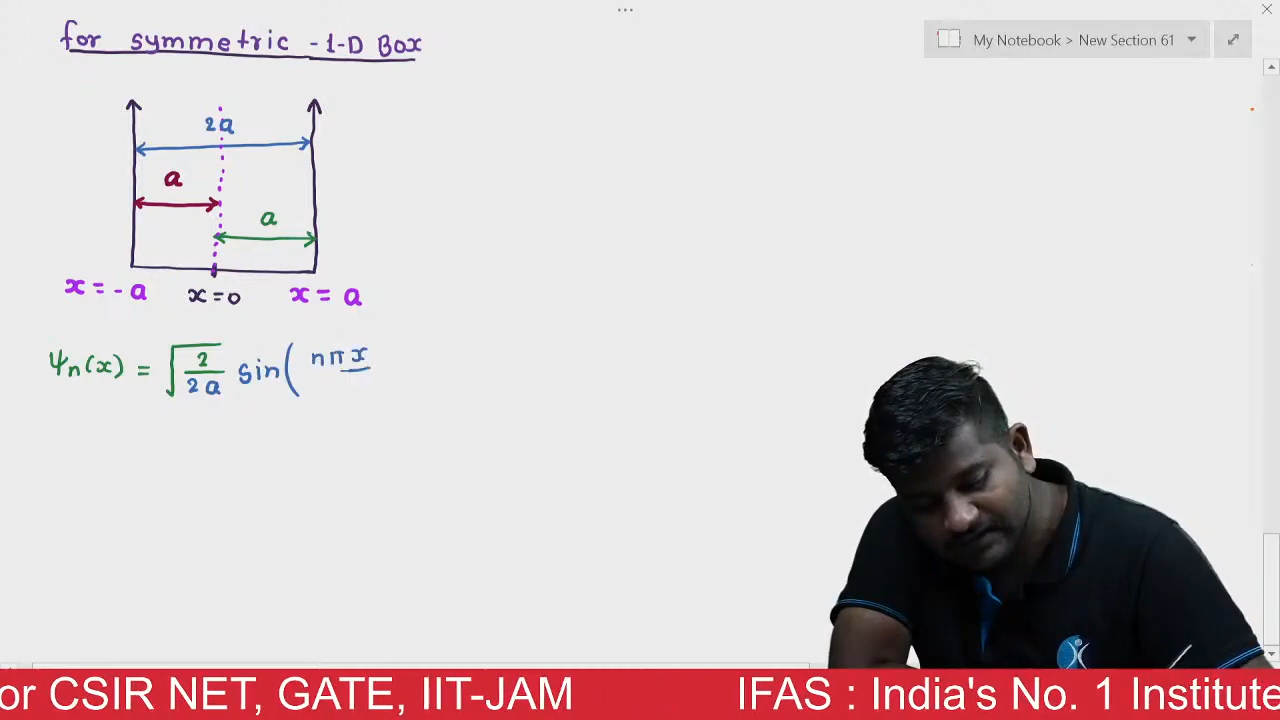 for symmetric - 1-D Box
My Notebook > New Section 61
2a
a
a
x = - a x = 0 x = a
ψn(x) = √2/2a sin( nπx
or CSIR NET, GATE, IIT-JAM IFAS : India's No. 1 Institute